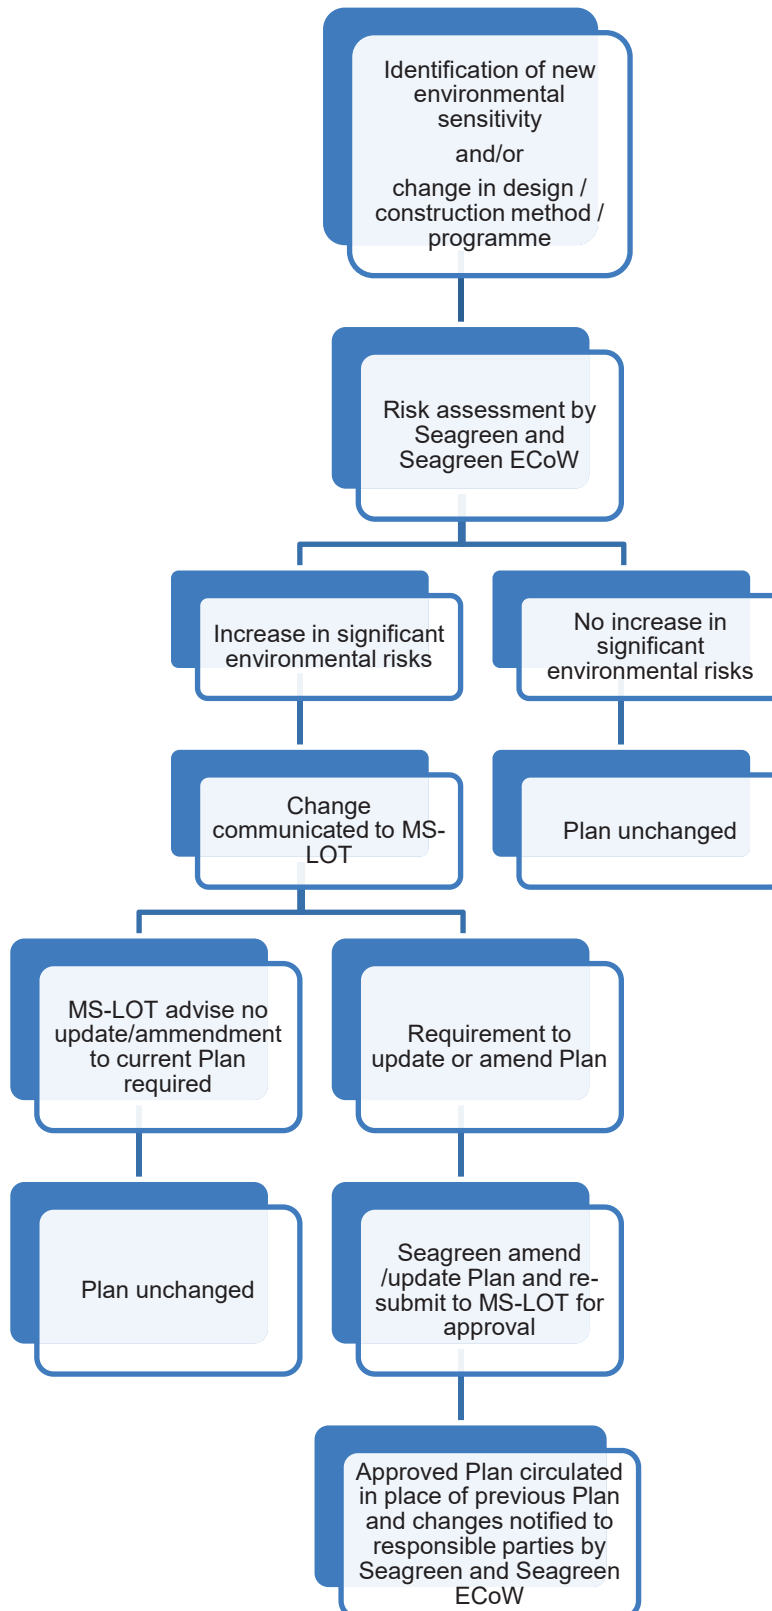 Identification of new
environmental
sensitivity
and/or
change in design /
construction method /
programme
Risk assessment by
Seagreen and
Seagreen ECoW
Increase in significant
environmental risks
No increase in
significant
environmental risks
Change
communicated to MS-
LOT
Plan unchanged
MS-LOT advise no
update/ammendment
to current Plan
required
Requirement to
update or amend Plan
Plan unchanged
Seagreen amend
/update Plan and re-
submit to MS-LOT for
approval
Approved Plan circulated
in place of previous Plan
and changes notified to
responsible parties by
Seagreen and Seagreen
ECoW